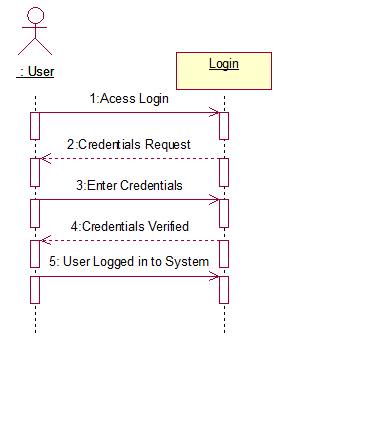 : User
Login
1:Acess Login
2:Credentials Request
3:Enter Credentials
4:Credentials Verified
5: User Logged in to System